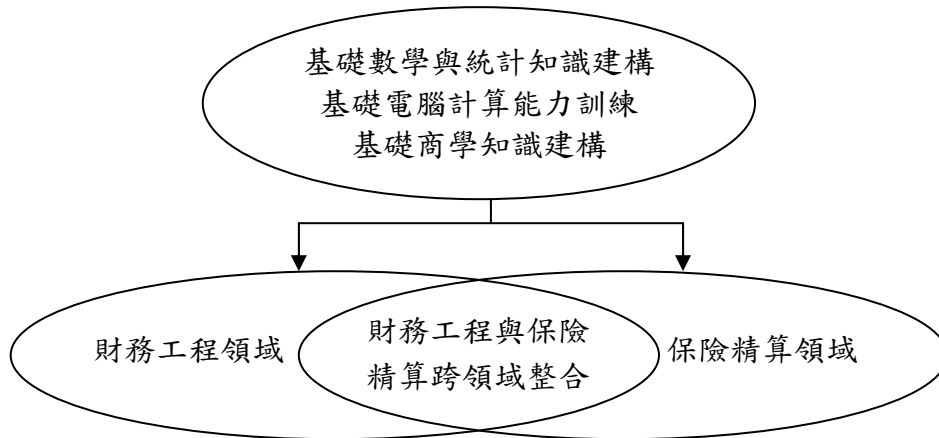 基礎數學與統計知識建構
基礎電腦計算能力訓練
基礎商學知識建構
財務工程領域
財務工程與保險
精算跨領域整合
保險精算領域